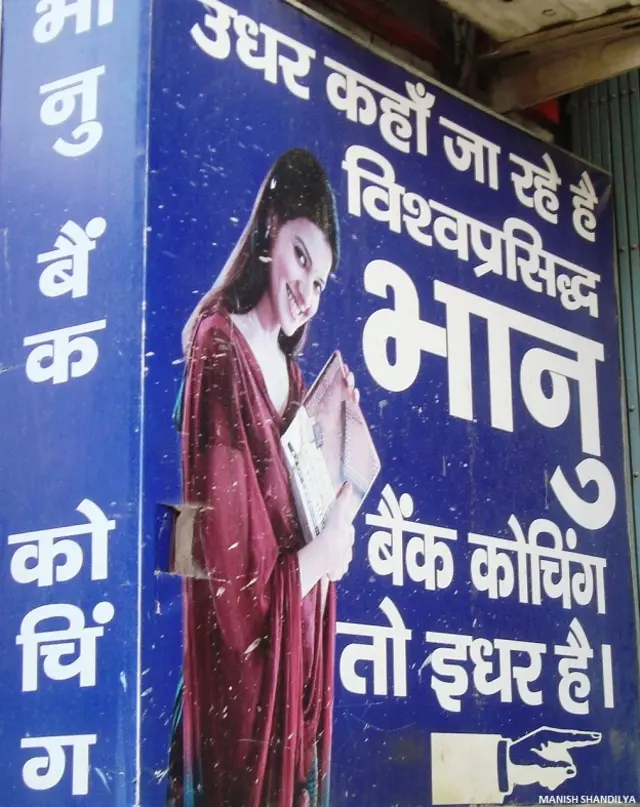 भानु
बैंक
कोचिंग
उधर कहाँ जा रहे है
विश्वप्रसिद्ध
भानु
बैंक कोचिंग
तो इधर है।
MANISH SHANDILYA